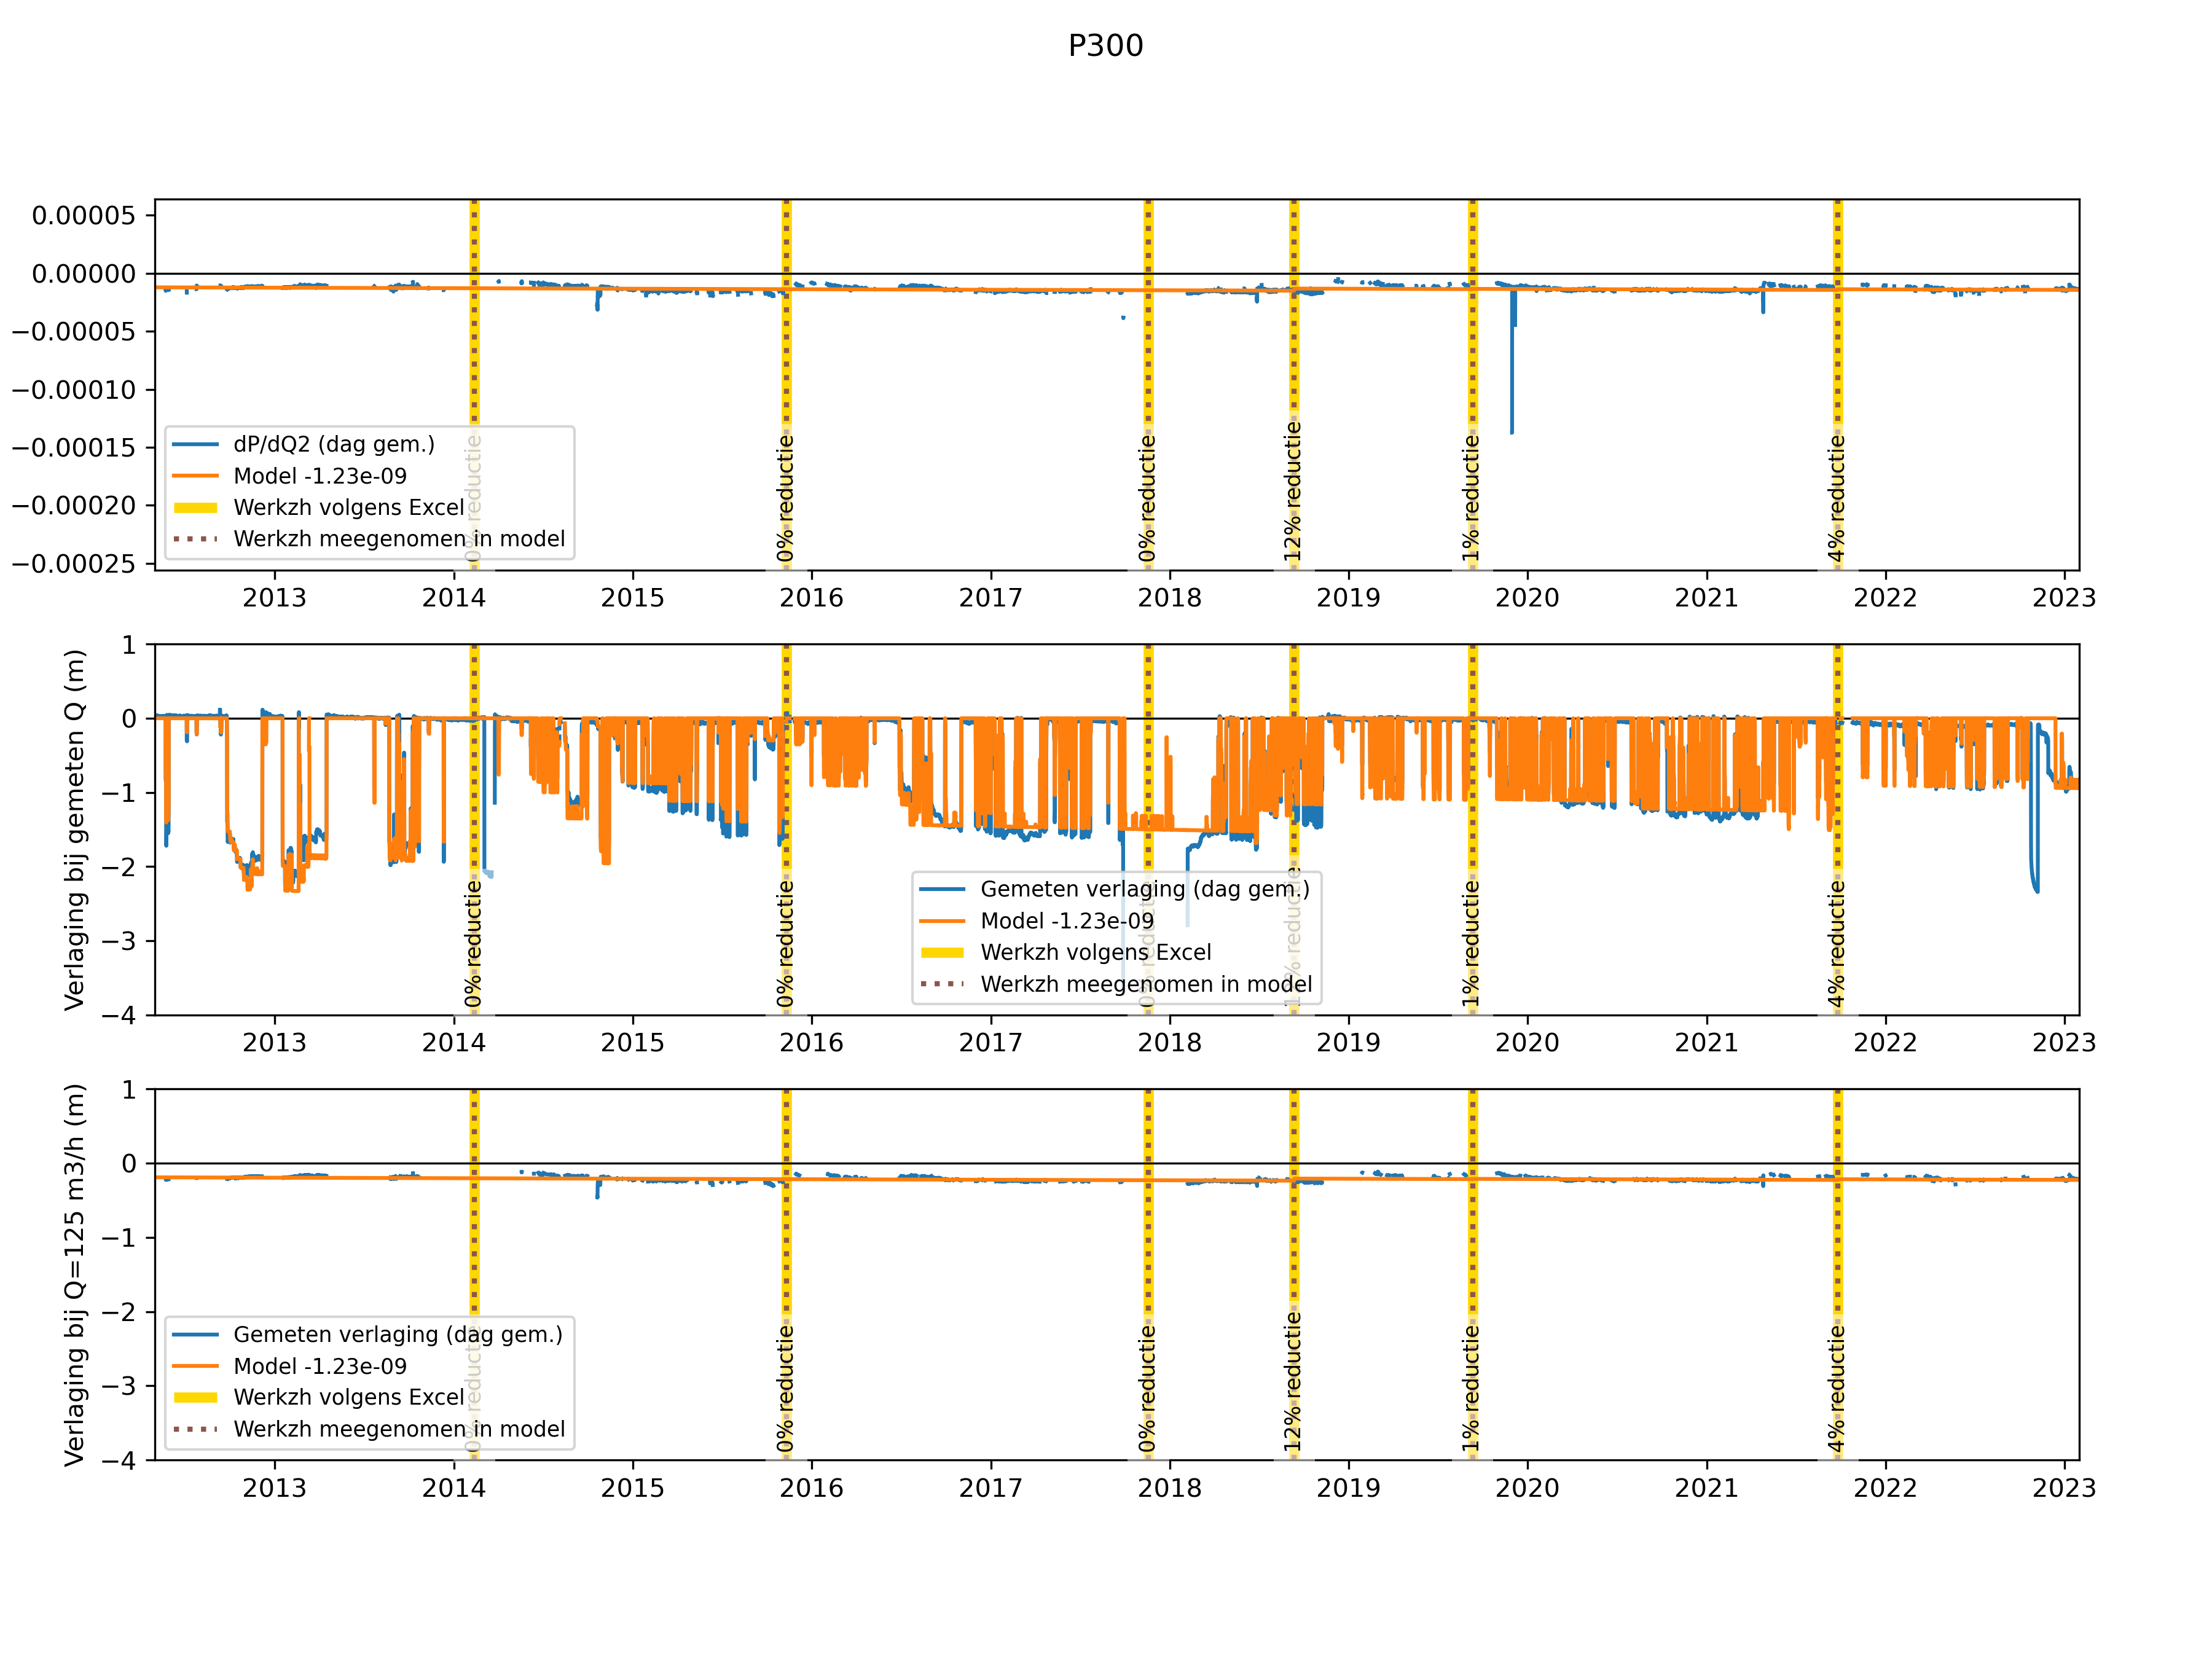 P300
0.00005
0.00000
−0.00005
−0.00010
−0.00015
−0.00020
−0.00025
dP/dQ2 (dag gem.)
Model -1.23e-09
Werkzh volgens Excel
Werkzh meegenomen in model
0% reductie
0% reductie
0% reductie
12% reductie
1% reductie
4% reductie
2013 2014 2015 2016 2017 2018 2019 2020 2021 2022 2023
Verlaging bij gemeten Q (m)
1
0
−1
−2
−3
−4
Gemeten verlaging (dag gem.)
Model -1.23e-09
Werkzh volgens Excel
Werkzh meegenomen in model
0% reductie
0% reductie
0% reductie
12% reductie
1% reductie
4% reductie
2013 2014 2015 2016 2017 2018 2019 2020 2021 2022 2023
Verlaging bij Q=125 m3/h (m)
1
0
−1
−2
−3
−4
Gemeten verlaging (dag gem.)
Model -1.23e-09
Werkzh volgens Excel
Werkzh meegenomen in model
0% reductie
0% reductie
0% reductie
12% reductie
1% reductie
4% reductie
2013 2014 2015 2016 2017 2018 2019 2020 2021 2022 2023